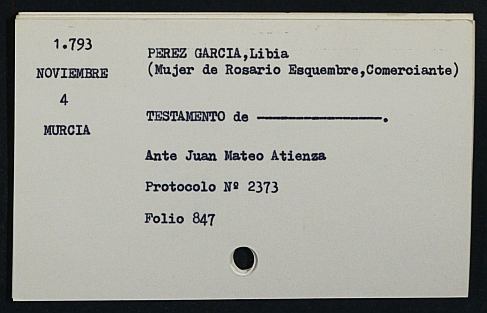 1.793
NOVIEMBRE
4
MURCIA
PEREZ GARCIA,Libia
(Mujer de Rosario Esquembre,Comerciante)
TESTAMENTO de ————————.
Ante Juan Mateo Atienza
Protocolo Nº 2373
Folio 847